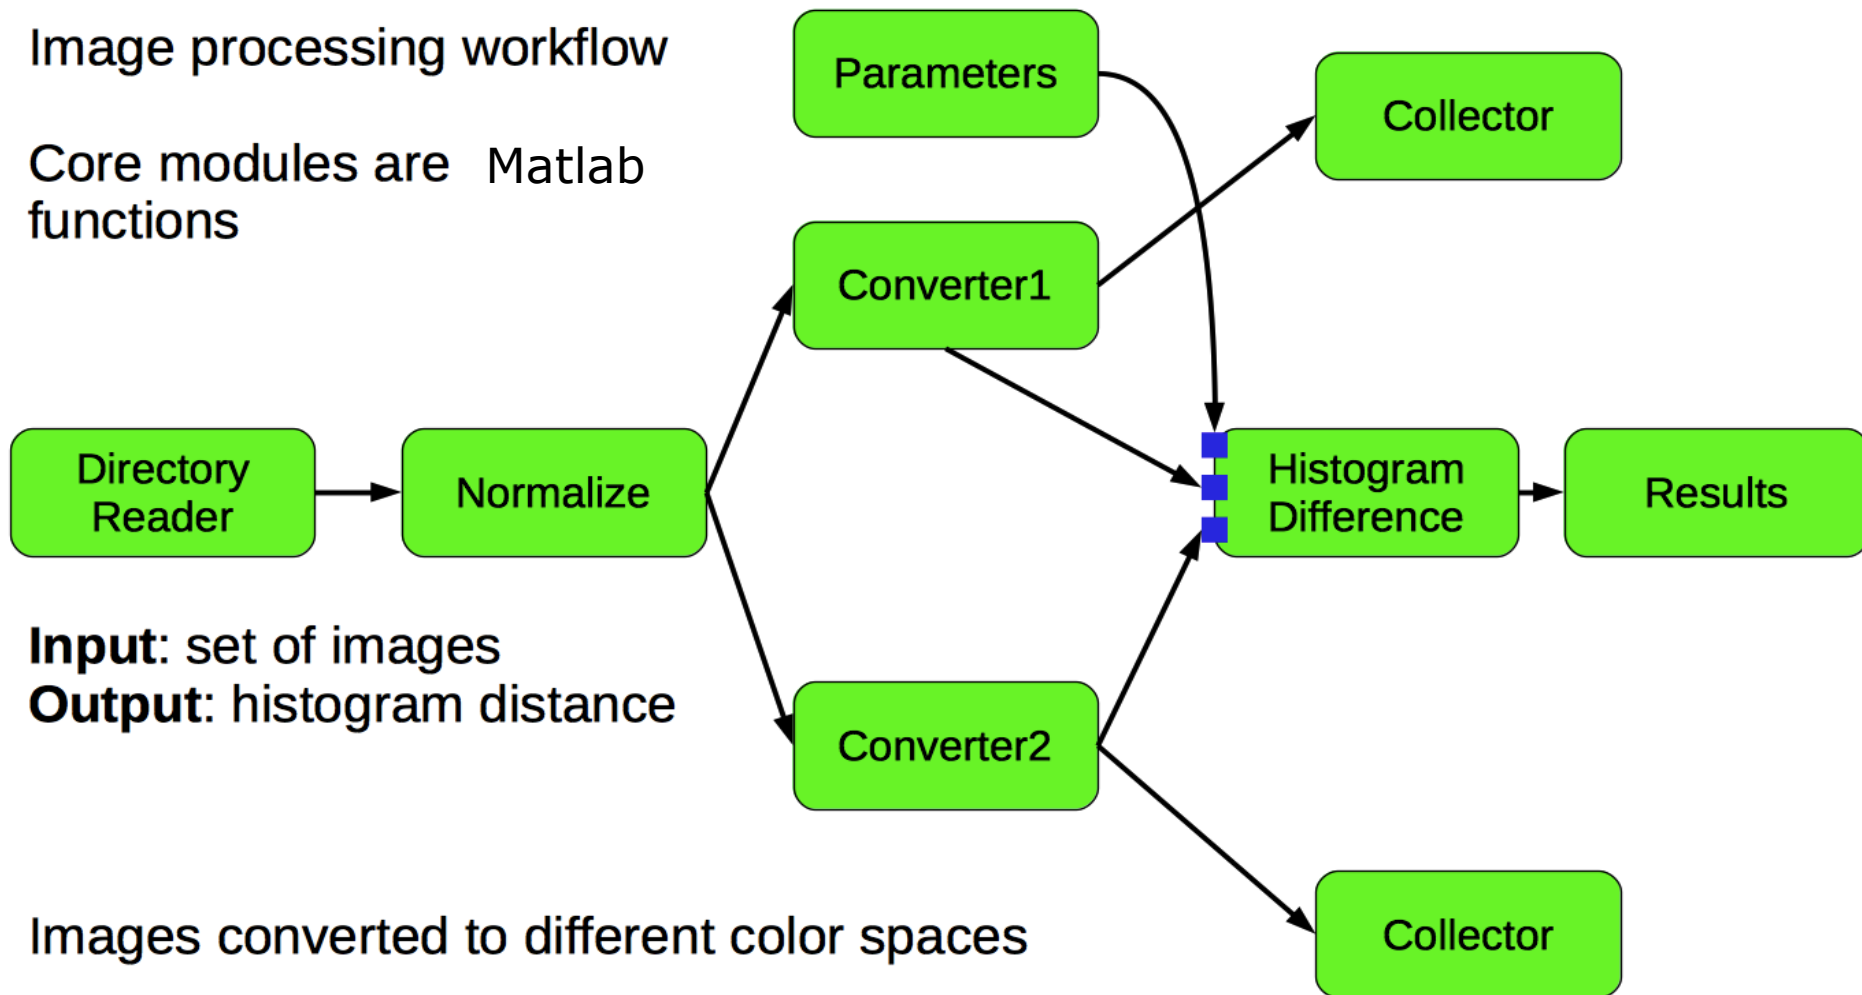 Image processing workflow
Core modules are Matlab
functions
Parameters
Collector
Converter1
Directory
Reader
Normalize
Histogram
Difference
Results
Input: set of images
Output: histogram distance
Converter2
Images converted to different color spaces
Collector